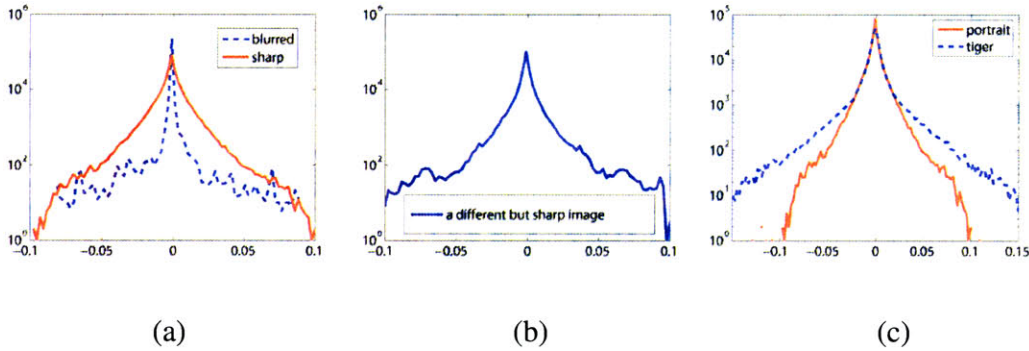 10^6
10^4
10^2
10^0
-0.1 -0.05 0 0.05 0.1
blurred
sharp
(a)
10^6
10^4
10^2
10^0
-0.1 -0.05 0 0.05 0.1
a different but sharp image
(b)
10^5
10^4
10^3
10^2
10^1
10^0
-0.1 -0.05 0 0.05 0.1 0.15
portrait
tiger
(c)